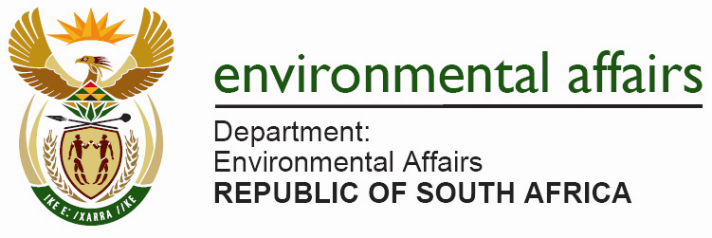 environmental affairs
Department:
Environmental Affairs
REPUBLIC OF SOUTH AFRICA
!KE E: /XARRA //KE